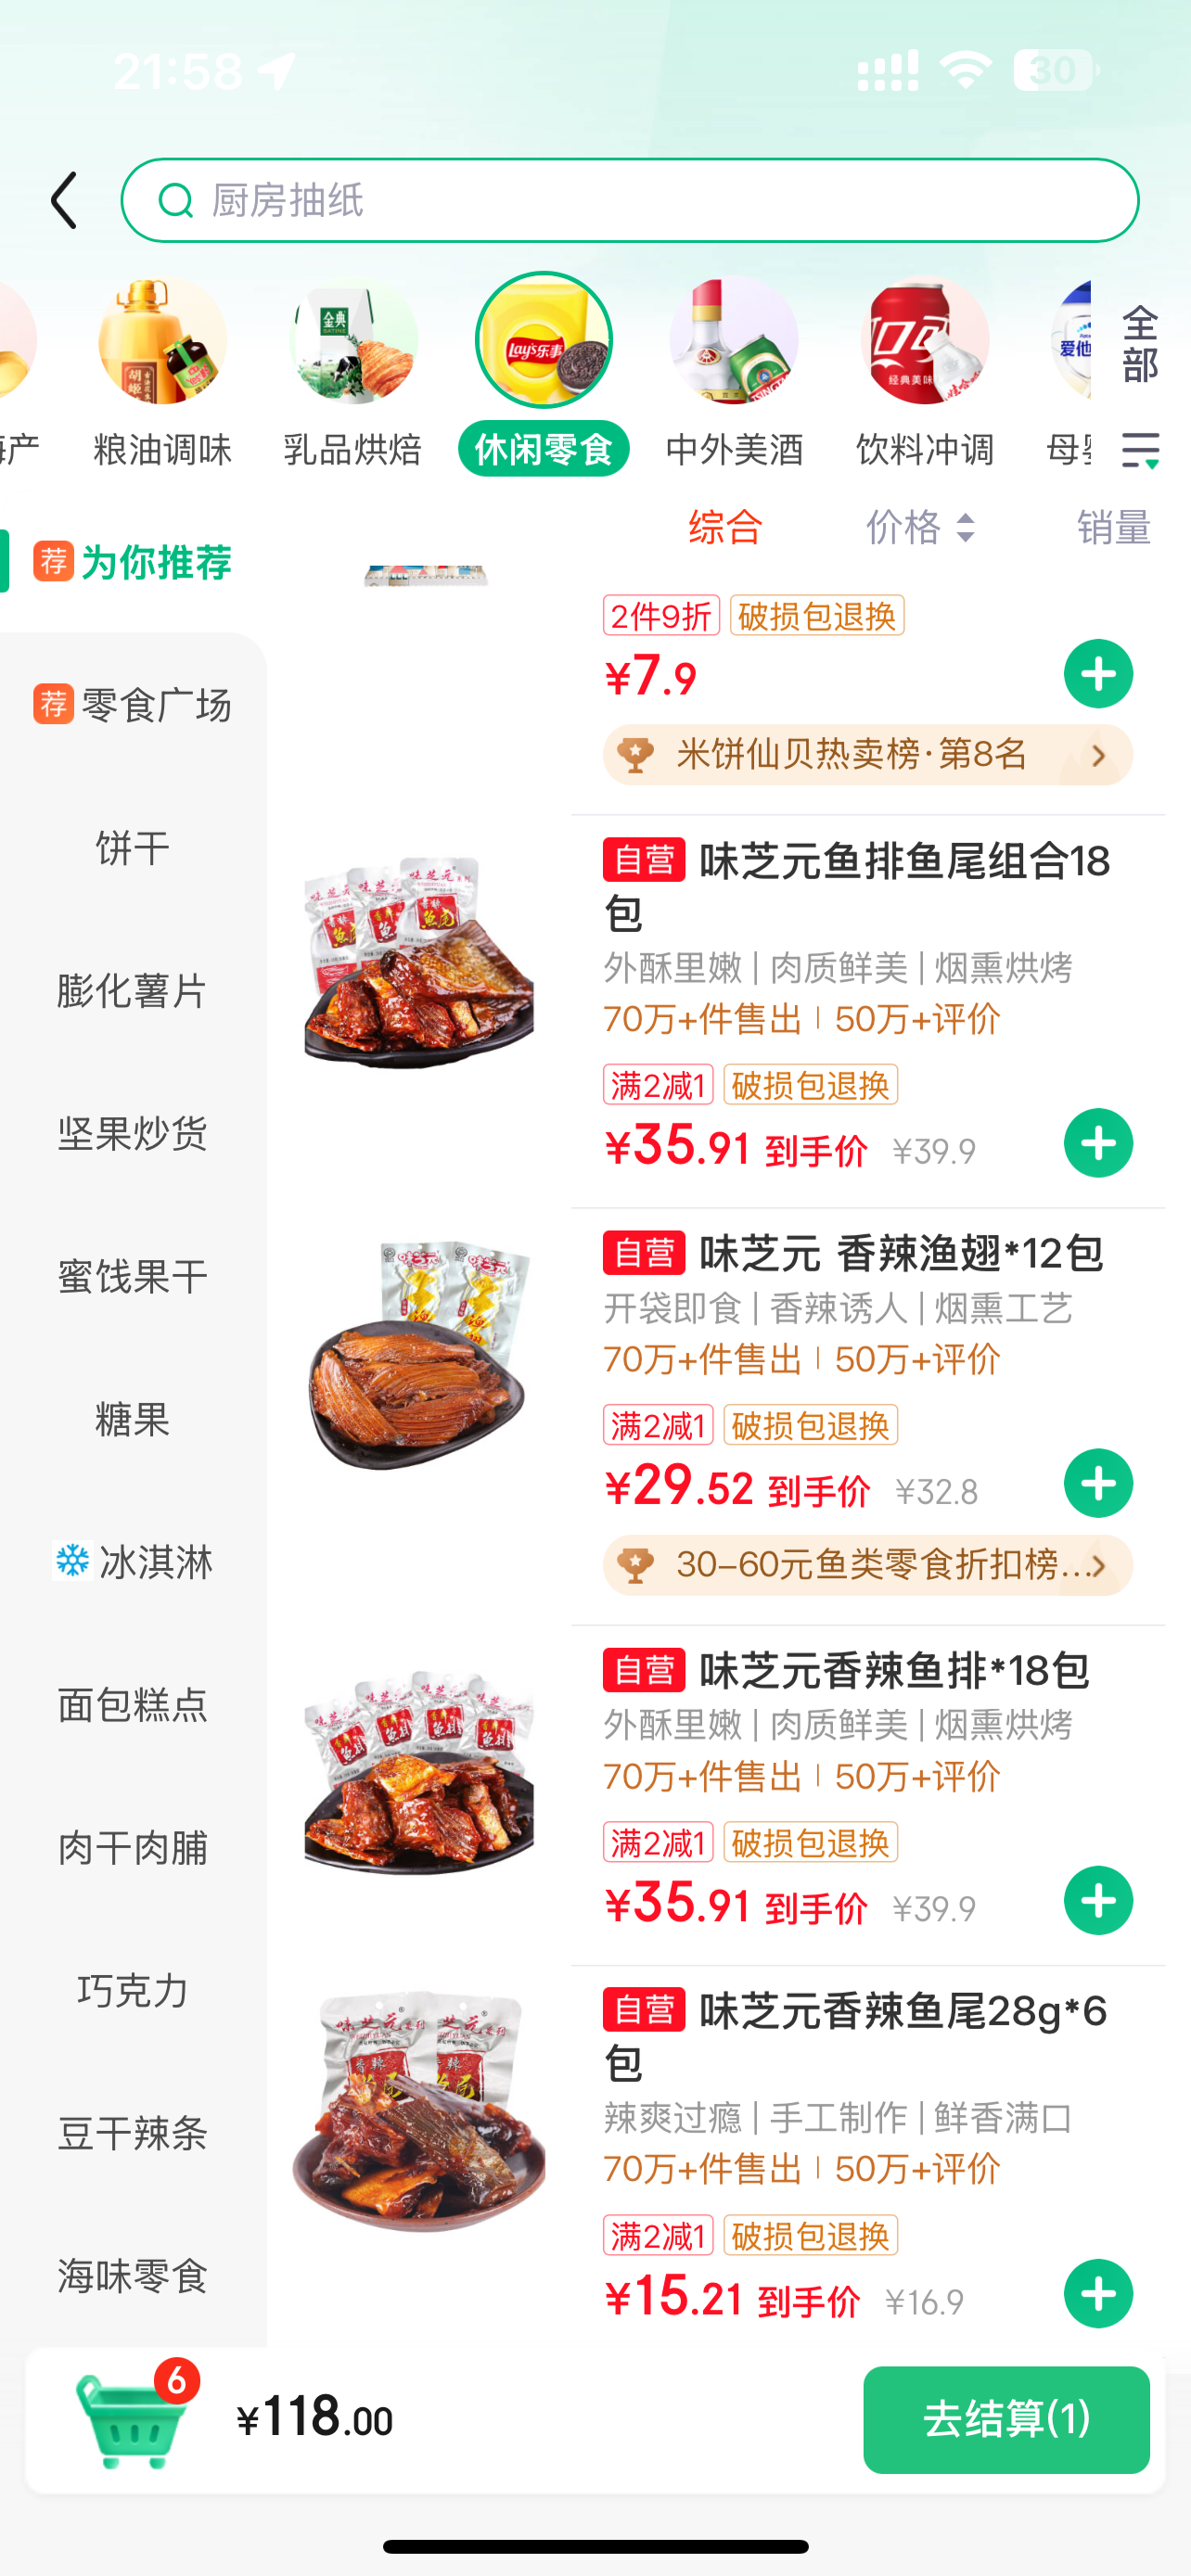 21:58
30
厨房抽纸
胡姬
金典
SATINE
Lay's乐事
经典美味
爱他
全部
粮油调味
乳品烘焙
休闲零食
中外美酒
饮料冲调
综合
价格
销量
荐 为你推荐
荐 零食广场
饼干
膨化薯片
坚果炒货
蜜饯果干
糖果
冰淇淋
面包糕点
肉干肉脯
巧克力
豆干辣条
海味零食
2件9折 破损包退换
¥7.9
米饼仙贝热卖榜·第8名
自营 味芝元鱼排鱼尾组合18
包
外酥里嫩 | 肉质鲜美 | 烟熏烘烤
70万+件售出 | 50万+评价
满2减1 破损包退换
¥35.91 到手价 ¥39.9
自营 味芝元 香辣渔翅*12包
开袋即食 | 香辣诱人 | 烟熏工艺
70万+件售出 | 50万+评价
满2减1 破损包退换
¥29.52 到手价 ¥32.8
30-60元鱼类零食折扣榜...
自营 味芝元香辣鱼排*18包
外酥里嫩 | 肉质鲜美 | 烟熏烘烤
70万+件售出 | 50万+评价
满2减1 破损包退换
¥35.91 到手价 ¥39.9
自营 味芝元香辣鱼尾28g*6
包
辣爽过瘾 | 手工制作 | 鲜香满口
70万+件售出 | 50万+评价
满2减1 破损包退换
¥15.21 到手价 ¥16.9
6
¥118.00
去结算(1)